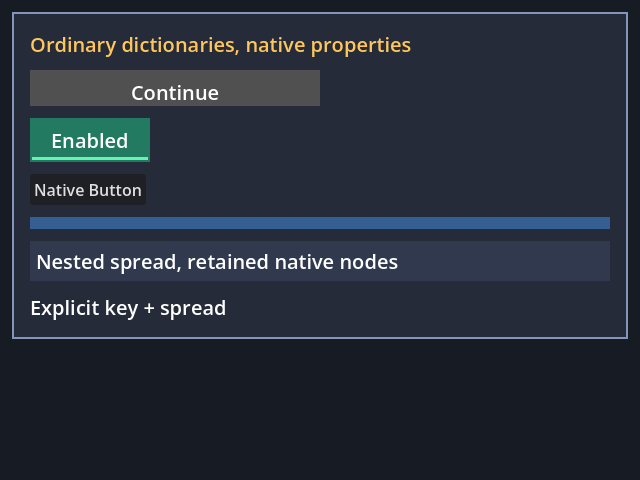 Ordinary dictionaries, native properties
Continue
Enabled
Native Button
Nested spread, retained native nodes
Explicit key + spread